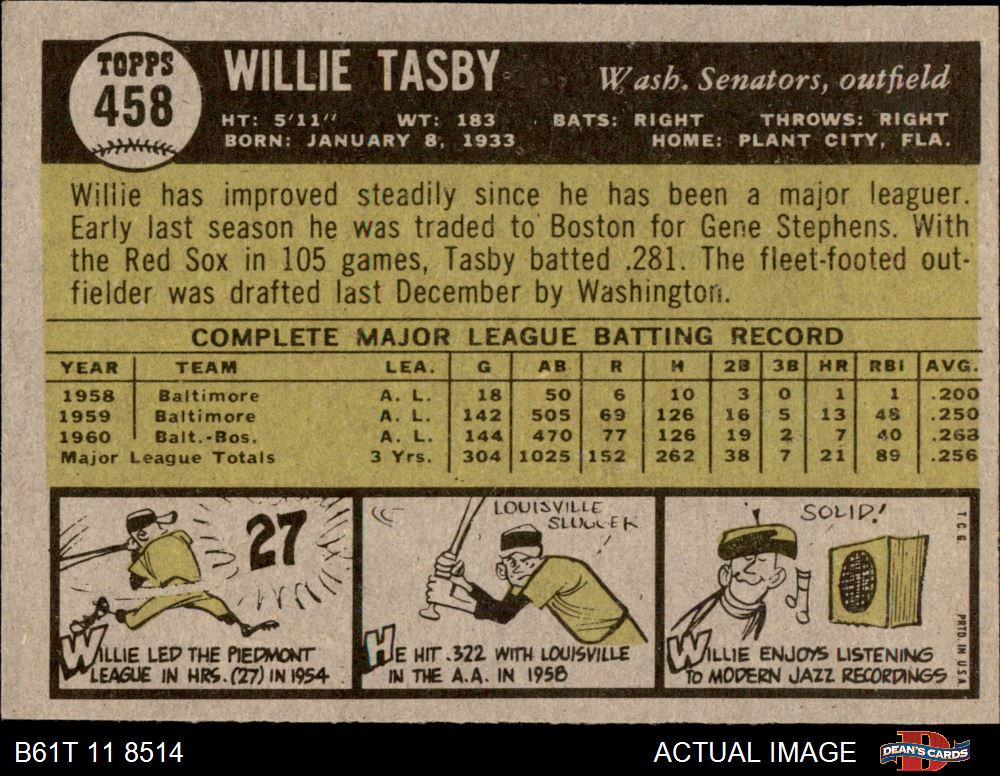 TOPPS
458
WILLIE TASBY
Wash. Senators, outfield
HT: 5'11" WT: 183 BATS: RIGHT THROWS: RIGHT
BORN: JANUARY 8, 1933 HOME: PLANT CITY, FLA.
Willie has improved steadily since he has been a major leaguer.
Early last season he was traded to Boston for Gene Stephens. With
the Red Sox in 105 games, Tasby batted .281. The fleet-footed out-
fielder was drafted last December by Washington.
COMPLETE MAJOR LEAGUE BATTING RECORD
YEAR TEAM LEA. G AB R H 2B 3B HR RBI AVG.
1958 Baltimore A. L. 18 50 6 10 3 0 1 1 .200
1959 Baltimore A. L. 142 505 69 126 16 5 13 48 .250
1960 Balt.-Bos. A. L. 144 470 77 126 19 2 7 40 .268
Major League Totals 3 Yrs. 304 1025 152 262 38 7 21 89 .256
27
WILLIE LED THE PIEDMONT
LEAGUE IN HRS. (27) IN 1954
LOUISVILLE
SLUGGER
HE HIT .322 WITH LOUISVILLE
IN THE A.A. IN 1958
SOLID!
WILLIE ENJOYS LISTENING
TO MODERN JAZZ RECORDINGS
T.C.G.
PRTD. IN U.S.A.
B61T 11 8514
ACTUAL IMAGE
DEAN'S CARDS